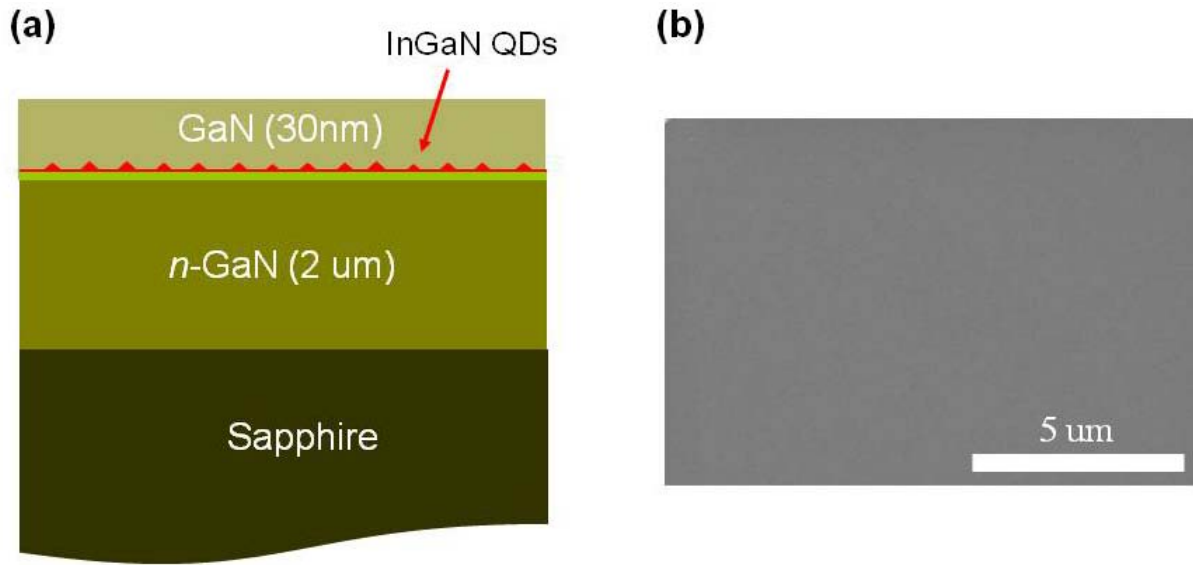 (a)
InGaN QDs
GaN (30nm)
n-GaN (2 um)
Sapphire
(b)
5 um